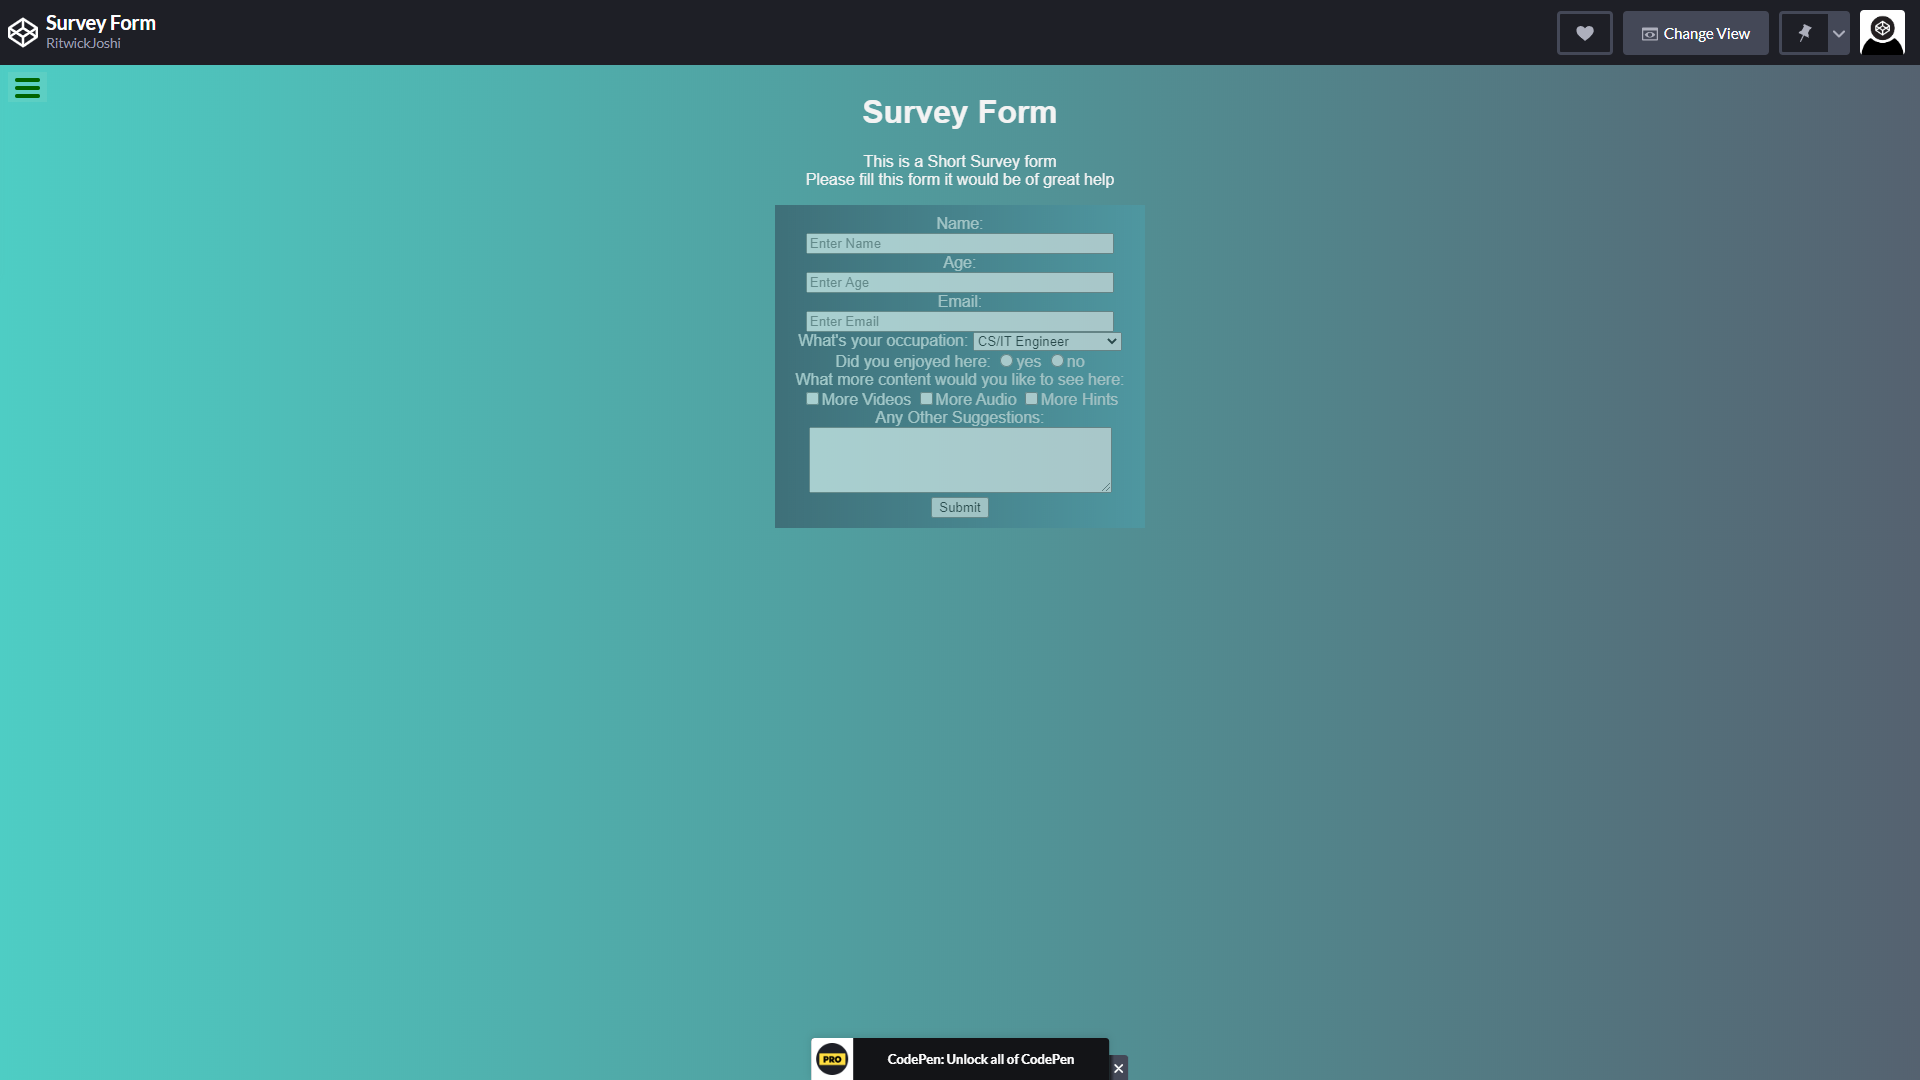 Survey Form
RitwickJoshi
Change View
Survey Form
This is a Short Survey form
Please fill this form it would be of great help
Name:
Enter Name
Age:
Enter Age
Email:
Enter Email
What's your occupation: CS/IT Engineer
Did you enjoyed here: yes no
What more content would you like to see here:
More Videos More Audio More Hints
Any Other Suggestions:
Submit
PRO CodePen: Unlock all of CodePen